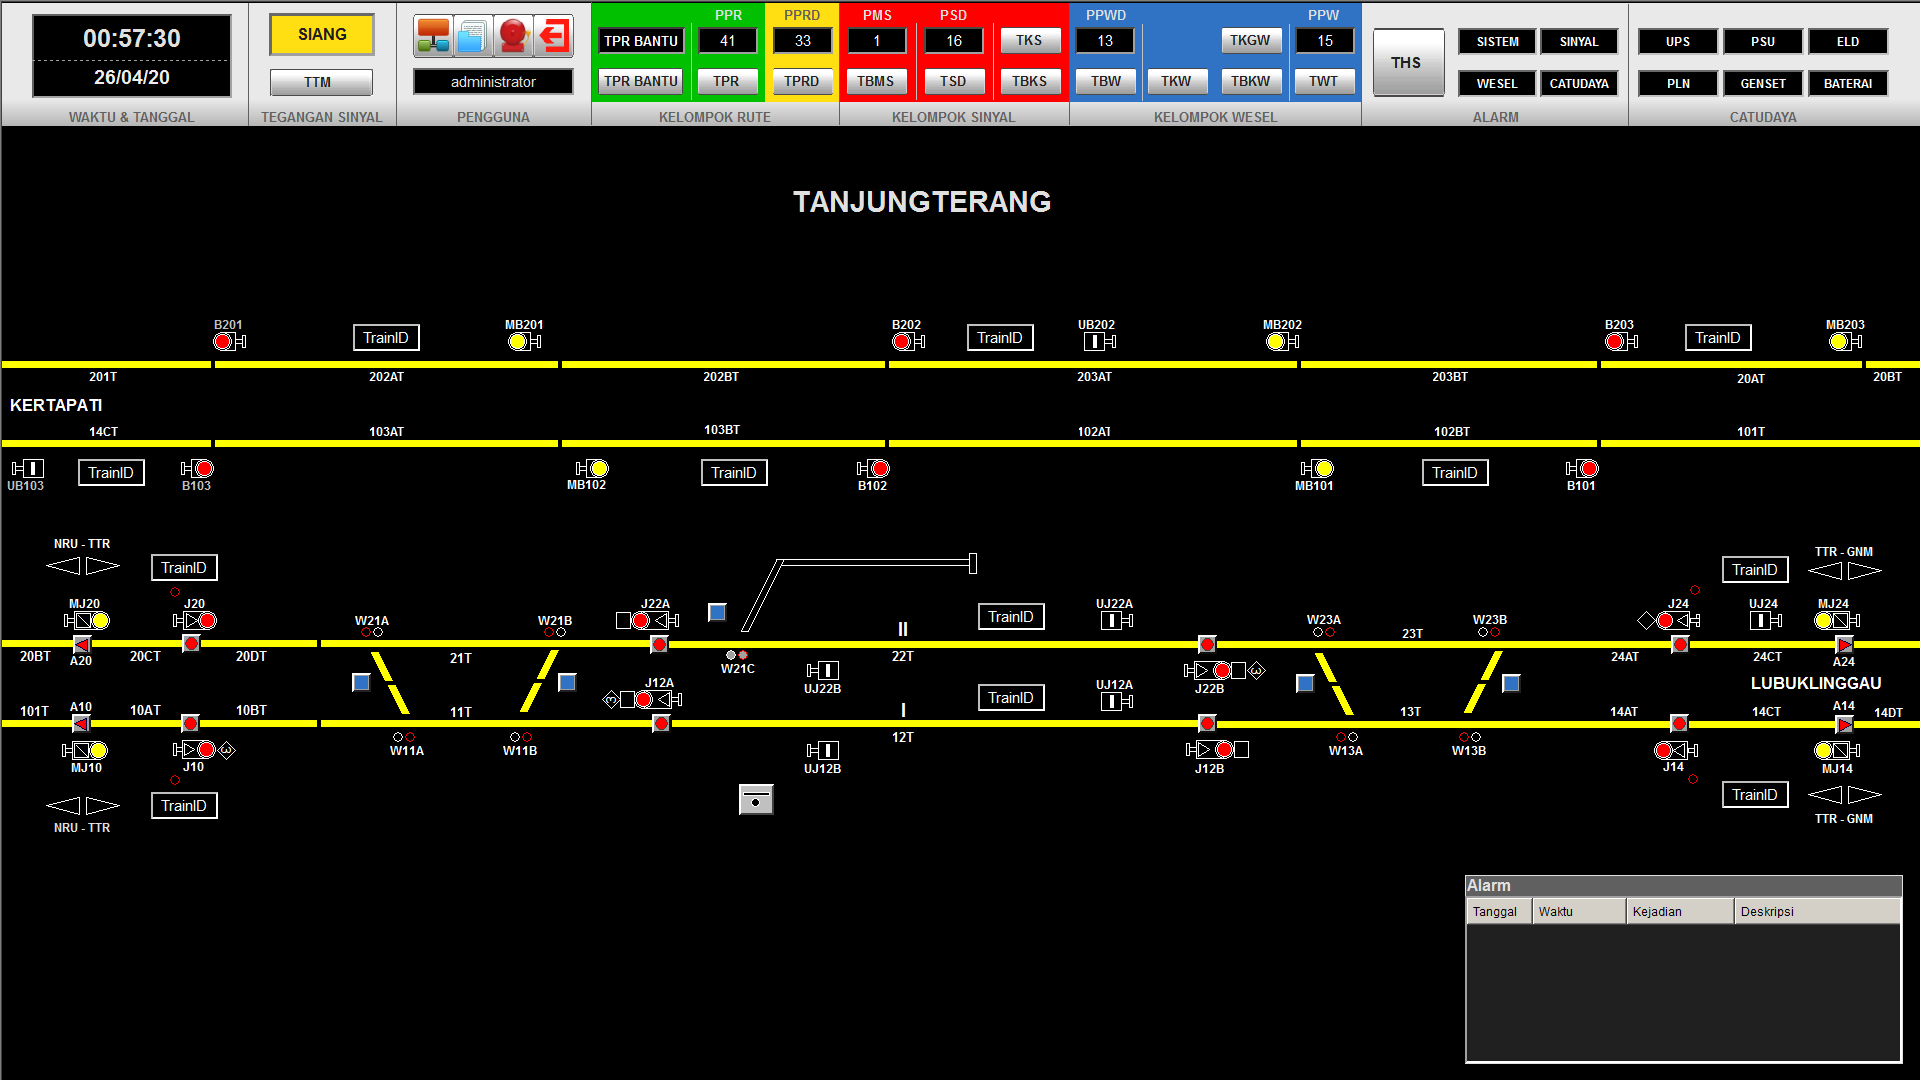 00:57:30
26/04/20
WAKTU & TANGGAL
SIANG
TTM
TEGANGAN SINYAL
administrator
PENGGUNA
PPR PPRD
TPR BANTU 41 33
TPR BANTU TPR TPRD
KELOMPOK RUTE
PMS PSD
1 16 TKS
TBMS TSD TBKS
KELOMPOK SINYAL
PPWD PPW
13 TKGW 15
TBW TKW TBKW TWT
KELOMPOK WESEL
THS
SISTEM SINYAL
WESEL CATUDAYA
ALARM
UPS PSU ELD
PLN GENSET BATERAI
CATUDAYA
TANJUNGTERANG
B201 TrainID MB201 B202 TrainID UB202 MB202 B203 TrainID MB203
201T 202AT 202BT 203AT 203BT 20AT 20BT
KERTAPATI
14CT 103AT 103BT 102AT 102BT 101T
UB103 TrainID B103 MB102 TrainID B102 MB101 TrainID B101
NRU - TTR TrainID
TrainID TTR - GNM
MJ20 J20 W21A W21B J22A TrainID UJ22A W23A W23B J24 UJ24 MJ24
II
23T
20BT A20 20CT 20DT 21T W21C 22T 24AT 24CT A24
UJ22B J22B
LUBUKLINGGAU
J12A TrainID UJ12A
101T A10 10AT 10BT 11T I 13T 14AT 14CT A14 14DT
12T
MJ10 J10 W11A W11B UJ12B J12B W13A W13B J14 MJ14
NRU - TTR TrainID
TrainID TTR - GNM
Alarm
Tanggal Waktu Kejadian Deskripsi